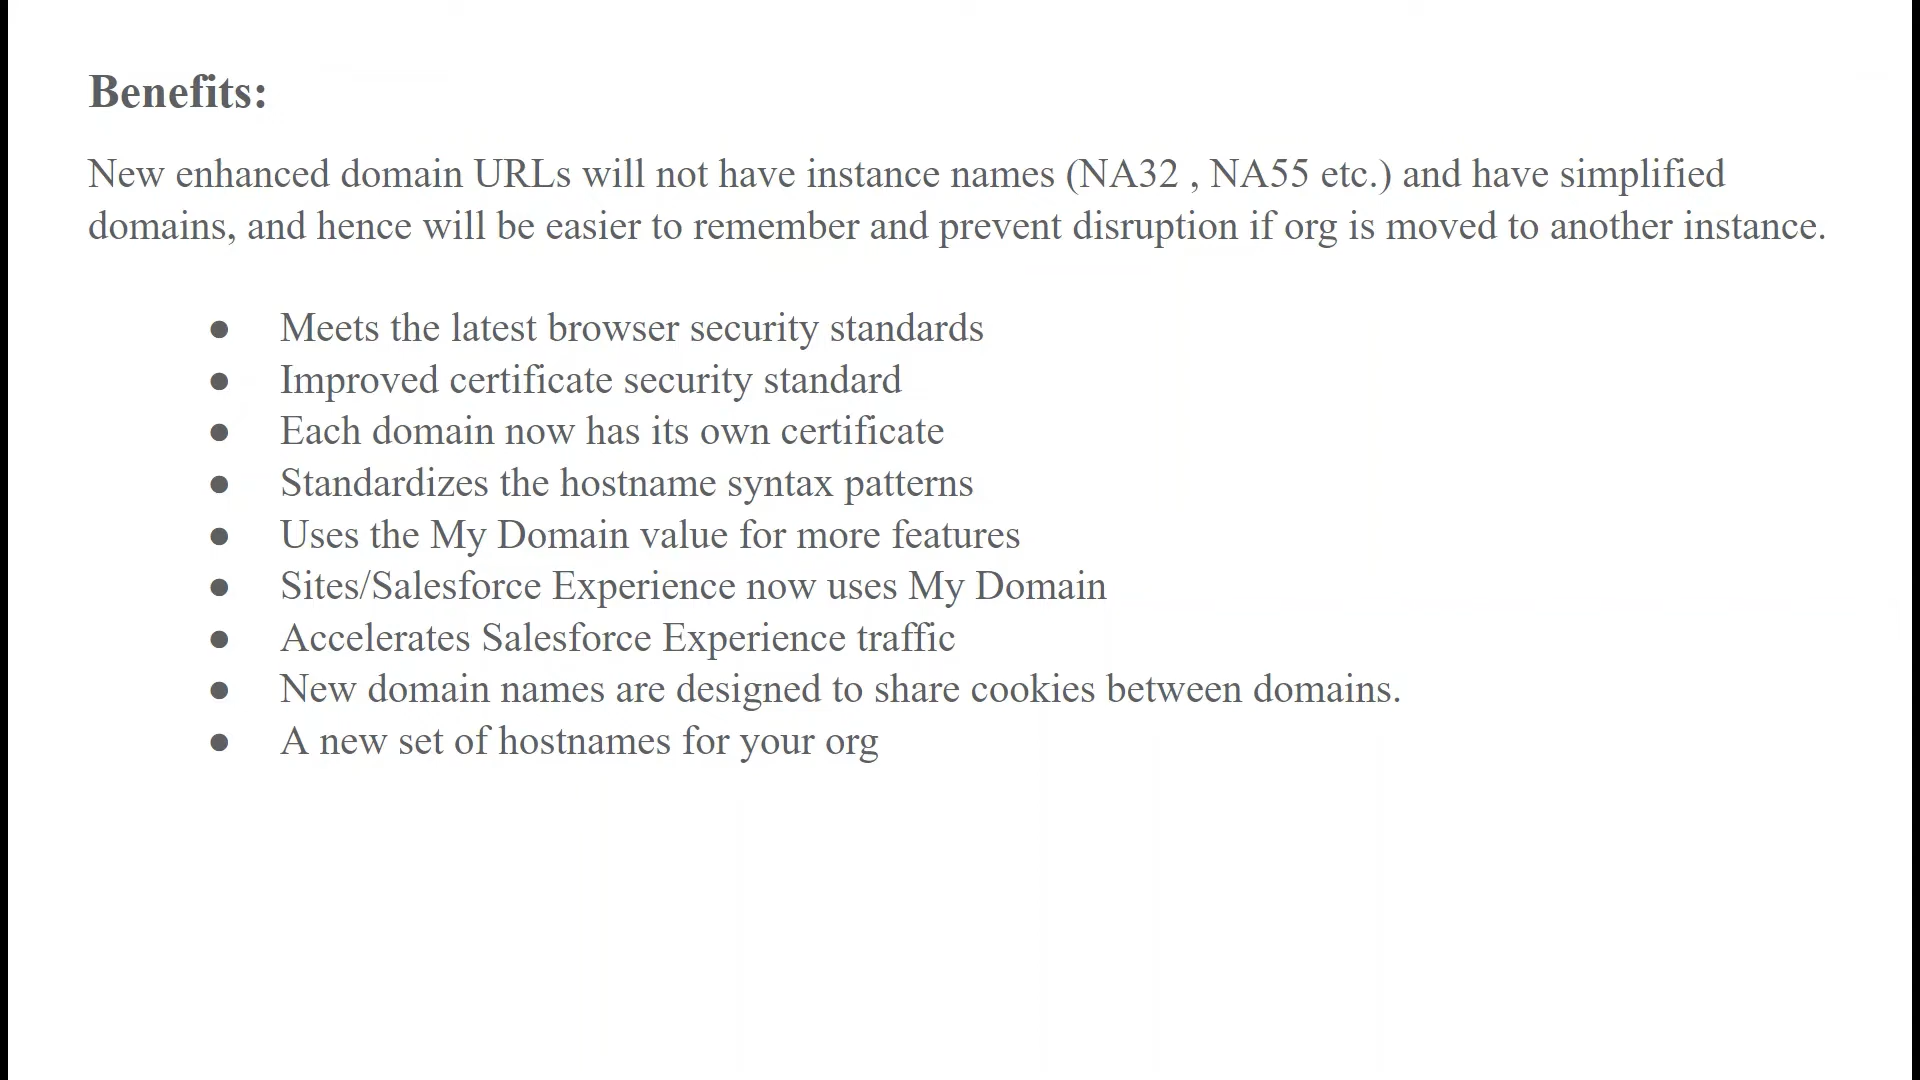 Benefits:
New enhanced domain URLs will not have instance names (NA32 , NA55 etc.) and have simplified
domains, and hence will be easier to remember and prevent disruption if org is moved to another instance.
● Meets the latest browser security standards
● Improved certificate security standard
● Each domain now has its own certificate
● Standardizes the hostname syntax patterns
● Uses the My Domain value for more features
● Sites/Salesforce Experience now uses My Domain
● Accelerates Salesforce Experience traffic
● New domain names are designed to share cookies between domains.
● A new set of hostnames for your org